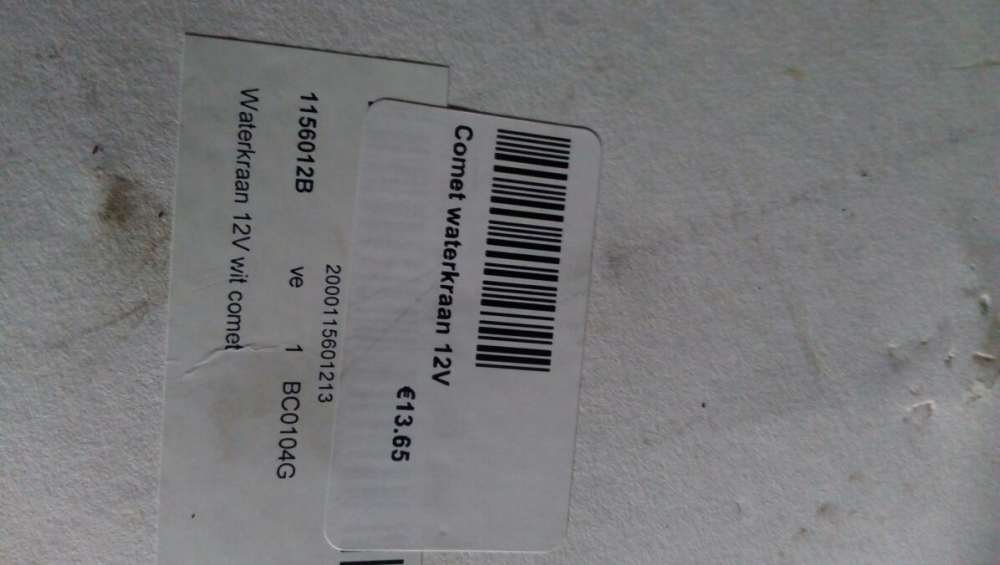 Comet waterkraan 12V
€13.65
2000115601213
1156012B ve 1 BC0104G
Waterkraan 12V wit comet